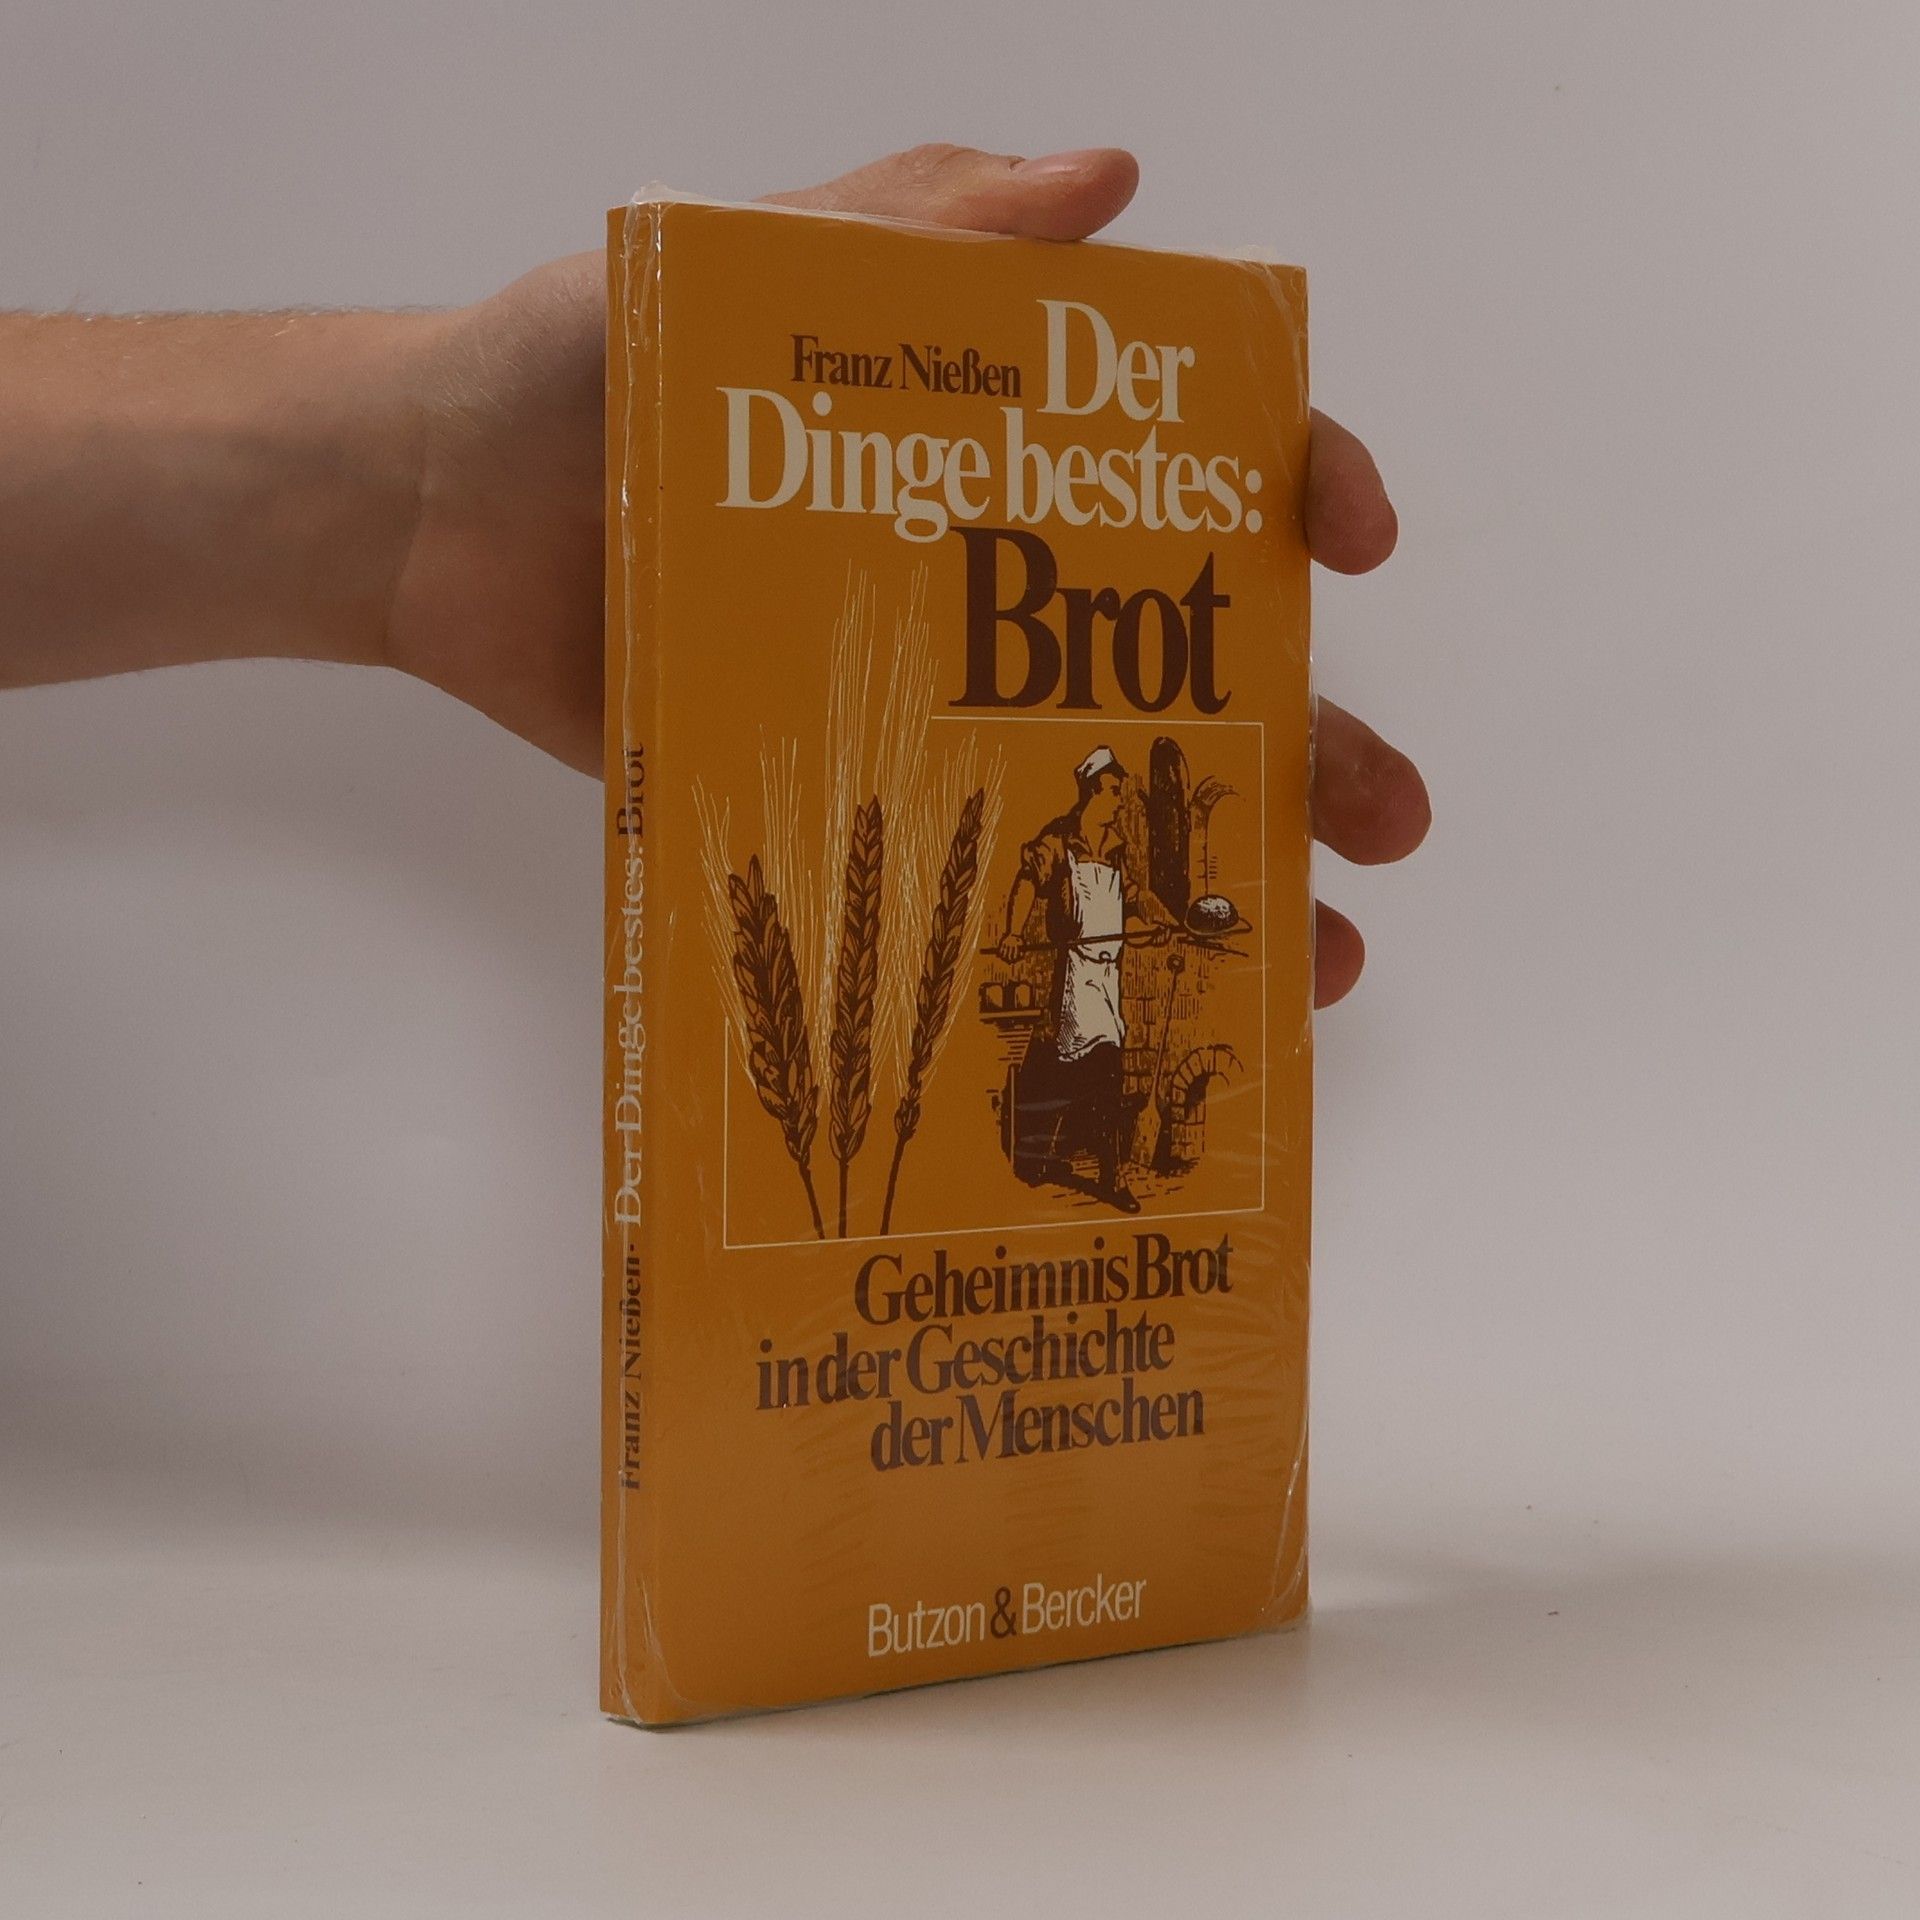 Franz Nießen Der
Dinge bestes:
Brot
Geheimnis Brot
in der Geschichte
der Menschen
Butzon & Bercker
Franz Nießen · Der Dinge bestes: Brot